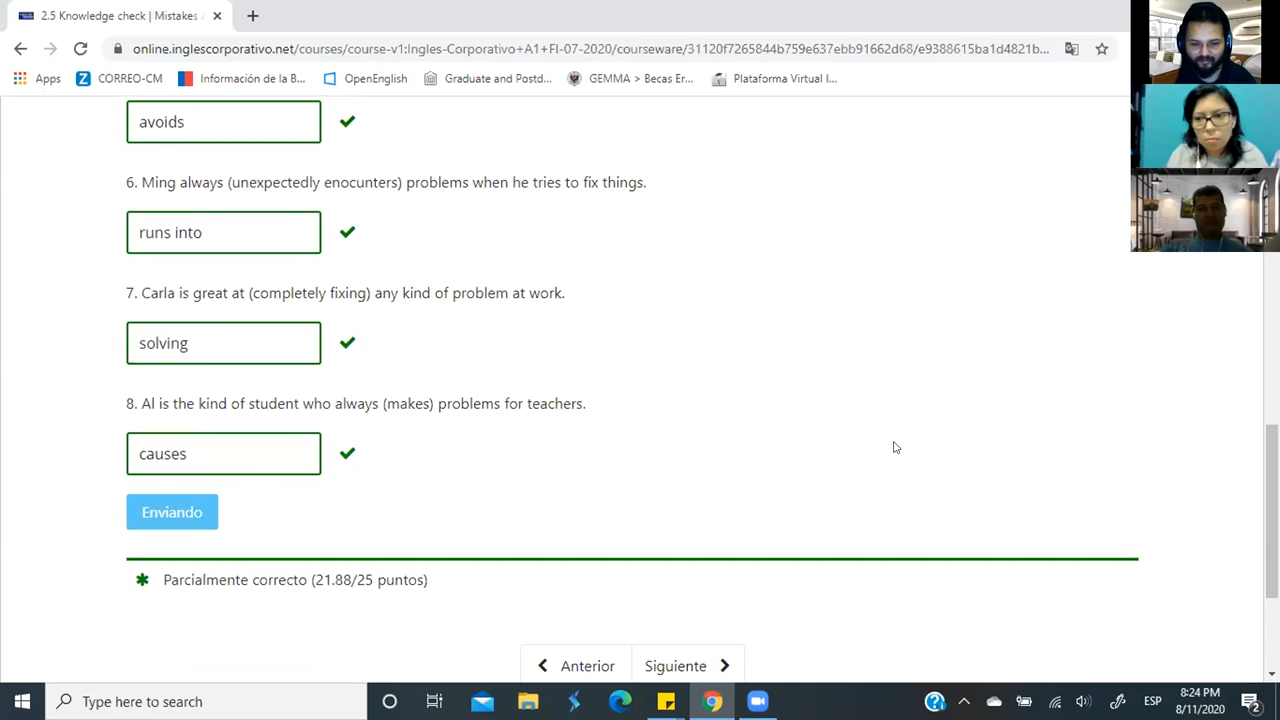 2.5 Knowledge check | Mistakes
online.inglescorporativo.net/courses/course-v1:Ingles-Corporativo+A1+FI-07-2020/courseware/31120f7265844b759e637ebb91662d68/e9388615ba1d4821b...
Apps CORREO-CM Información de la B... OpenEnglish Graduate and Postd... GEMMA > Becas Er... Plataforma Virtual I...
avoids
6. Ming always (unexpectedly enocunters) problems when he tries to fix things.
runs into
7. Carla is great at (completely fixing) any kind of problem at work.
solving
8. Al is the kind of student who always (makes) problems for teachers.
causes
Enviando
Parcialmente correcto (21.88/25 puntos)
Anterior Siguiente
Type here to search
ESP
8:24 PM
8/11/2020
2